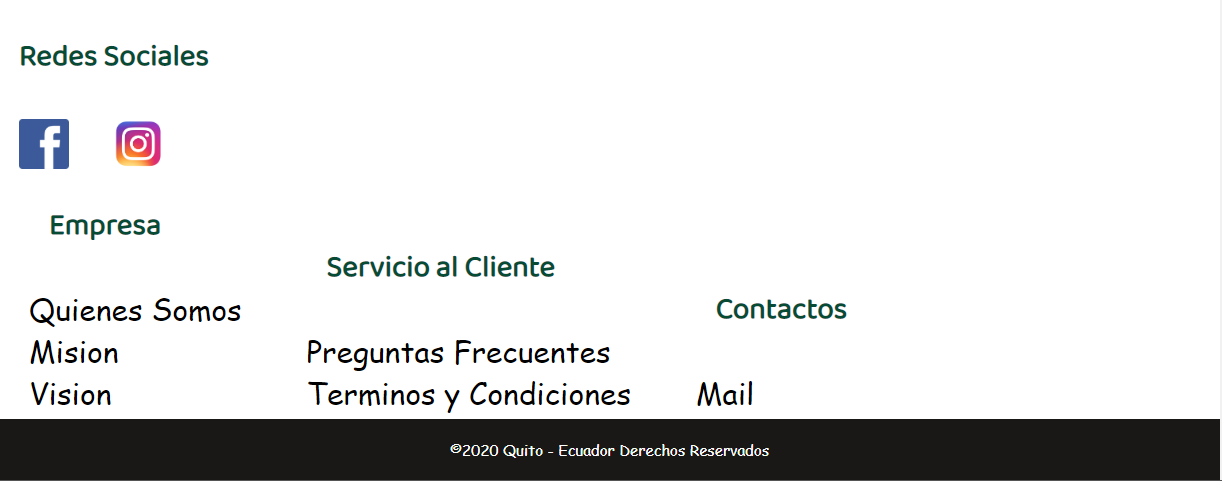 Redes Sociales
Empresa
Servicio al Cliente
Quienes Somos
Contactos
Mision
Preguntas Frecuentes
Vision
Terminos y Condiciones
Mail
©2020 Quito - Ecuador Derechos Reservados